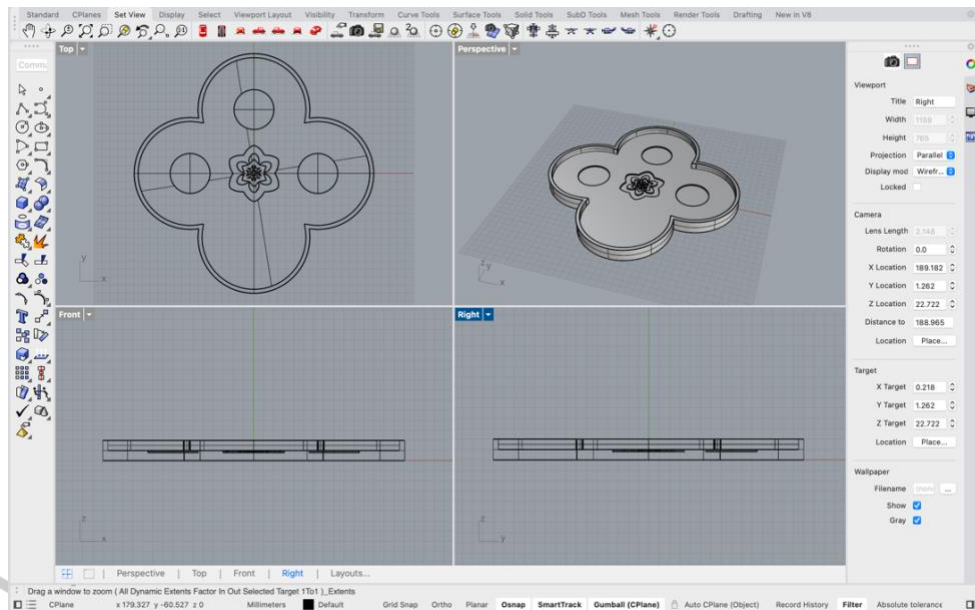 Standard CPlanes Set View Display Select Viewport Layout Visibility Transform Curve Tools Surface Tools Solid Tools SubD Tools Mesh Tools Render Tools Drafting New in V8
Top
Perspective
Comm
Viewport
Title Right
Width 1159
Height 765
Projection Parallel
Display mod Wirefr...
Locked
Camera
Lens Length 2.148
Rotation 0.0
X Location 189.182
Y Location 1.262
Z Location 22.722
Distance to 188.965
Location Place...
Target
X Target 0.218
Y Target 1.262
Z Target 22.722
Location Place...
Wallpaper
Filename (none) ...
Show
Gray
y
x
z
y
x
Front
Right
z
x
z
y
Perspective | Top | Front | Right | Layouts...
Drag a window to zoom ( All Dynamic Extents Factor In Out Selected Target 1To1 )_Extents
CPlane x 179.327 y -60.527 z 0 Millimeters Default Grid Snap Ortho Planar Osnap SmartTrack Gumball (CPlane) Auto CPlane (Object) Record History Filter Absolute tolerance